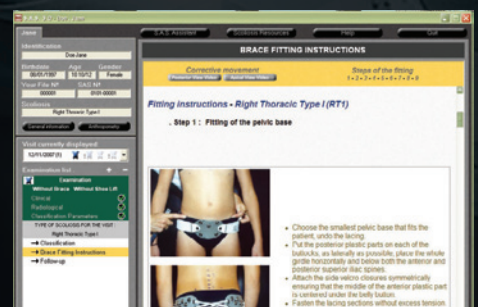 Jane
S.A.S. Assistant
Scoliosis Resources
Help
Quit
Identification
Doe Jane
Birthdate Age Gender
Female
Your File Nº SAS Nº
000001 0101-00001
Scoliosis
Right Thoracic Type I
General information Anthropometry
Visit currently displayed
12/11/2007 (1)
Examination list
Examination
Without Brace Without Shoe Lift
Clinical
Radiological
Classification Parameters
TYPE OF SCOLIOSIS FOR THE VISIT :
Right Thoracic Type I
Classification
Brace Fitting Instructions
Follow-up
BRACE FITTING INSTRUCTIONS
Corrective movement
Posterior View Video Axial View Video
Steps of the fitting
1 - 2 - 3 - 4 - 5 - 6 - 7 - 8 - 9
Fitting instructions - Right Thoracic Type I (RT1)
. Step 1 : Fitting of the pelvic base
Choose the smallest pelvic base that fits the
patient, undo the lacing.
Put the posterior plastic parts on each of the
buttocks, as laterally as possible, place the whole
girdle horizontally and below both the anterior and
posterior superior iliac spines.
Attach the side velcro closures symmetrically
ensuring that the middle of the anterior plastic part
is centered under the belly button.
Fasten the lacing sections without excess tension